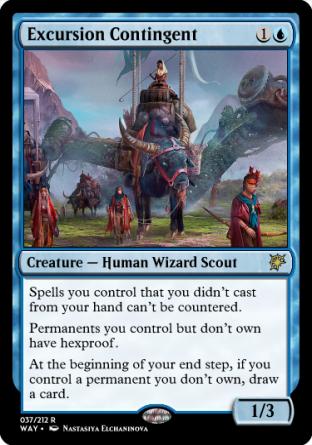 Excursion Contingent 1
Creature — Human Wizard Scout
Spells you control that you didn't cast
from your hand can't be countered.
Permanents you control but don't own
have hexproof.
At the beginning of your end step, if you
control a permanent you don't own, draw
a card.
1/3
037/212 R
WAY • Nastasiya Elchaninova